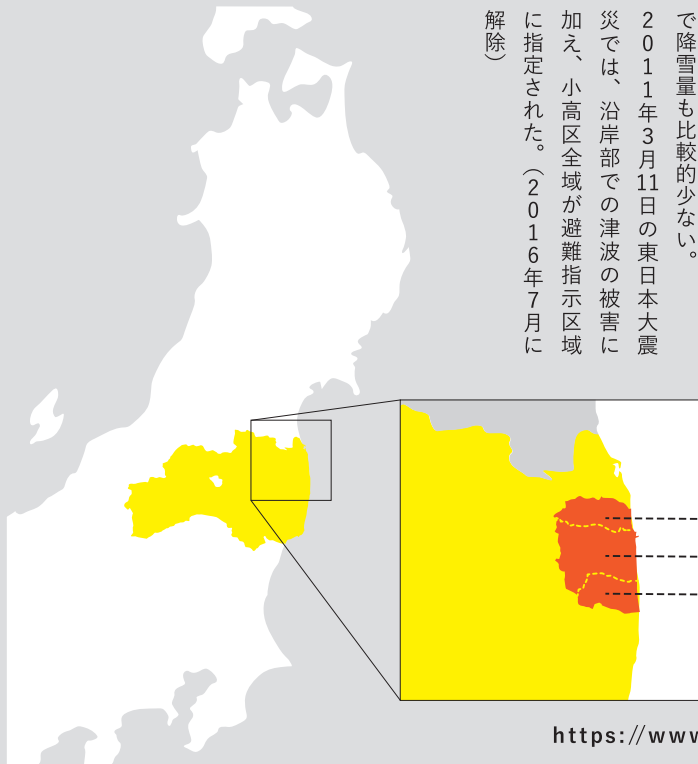 で降雪量も比較的少ない。
2011年3月11日の東日本大震
災では、沿岸部での津波の被害に
加え、小高区全域が避難指示区域
に指定された。（2016年7月に
解除）
https://www